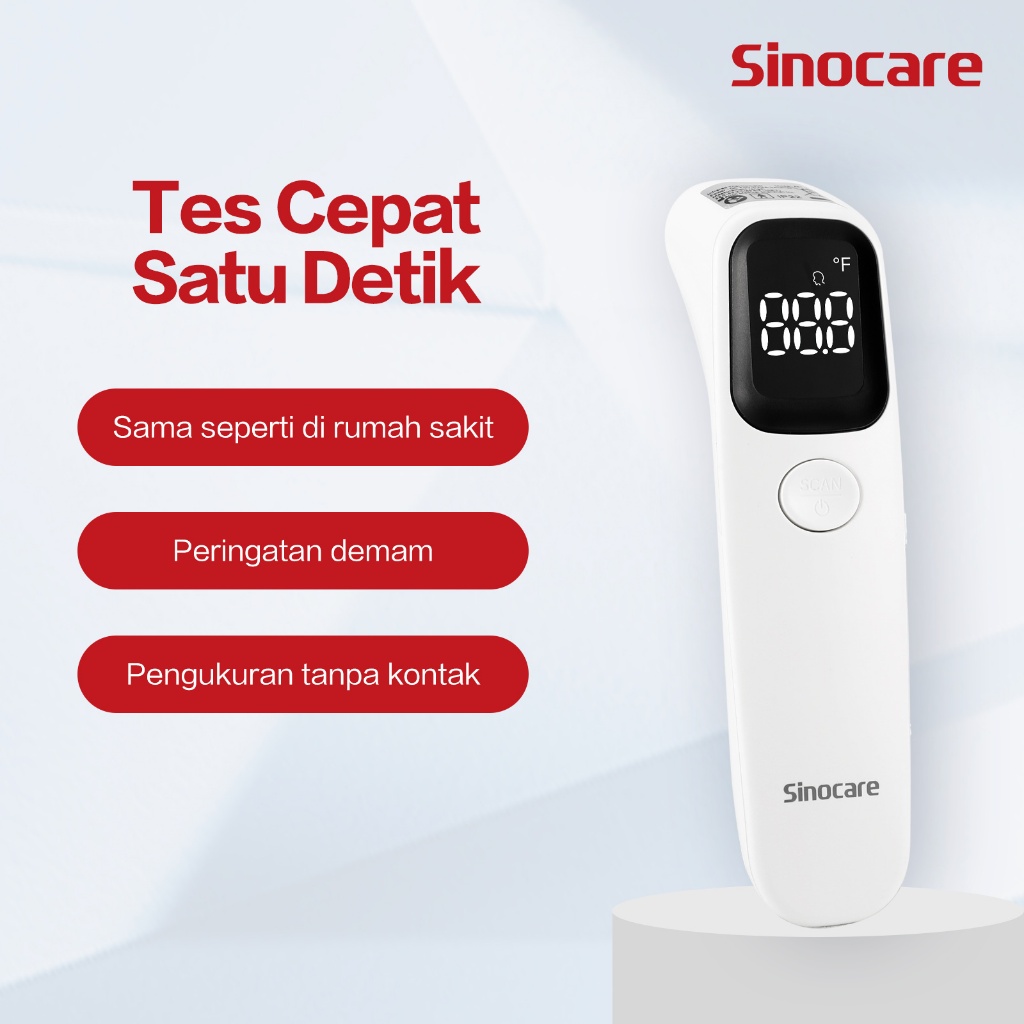 Sinocare
Tes Cepat
Satu Detik
Sama seperti di rumah sakit
Peringatan demam
Pengukuran tanpa kontak
°F
88.8
SCAN
Sinocare